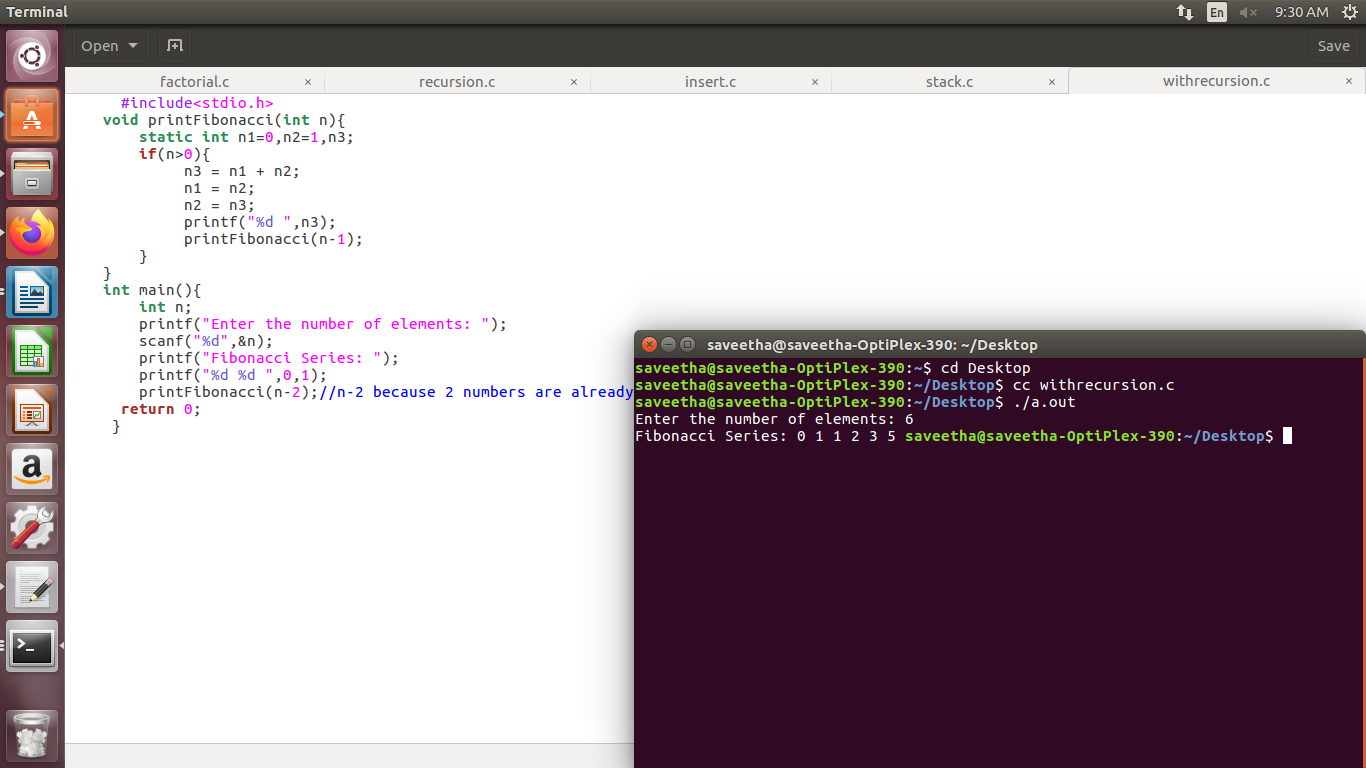 Terminal
En
9:30 AM
Open
Save
factorial.c × recursion.c × insert.c × stack.c × withrecursion.c ×
#include<stdio.h>
void printFibonacci(int n){
static int n1=0,n2=1,n3;
if(n>0){
n3 = n1 + n2;
n1 = n2;
n2 = n3;
printf("%d ",n3);
printFibonacci(n-1);
}
}
int main(){
int n;
printf("Enter the number of elements: ");
scanf("%d",&n);
printf("Fibonacci Series: ");
printf("%d %d ",0,1);
printFibonacci(n-2);//n-2 because 2 numbers are already
return 0;
}
saveetha@saveetha-OptiPlex-390: ~/Desktop
saveetha@saveetha-OptiPlex-390:~$ cd Desktop
saveetha@saveetha-OptiPlex-390:~/Desktop$ cc withrecursion.c
saveetha@saveetha-OptiPlex-390:~/Desktop$ ./a.out
Enter the number of elements: 6
Fibonacci Series: 0 1 1 2 3 5 saveetha@saveetha-OptiPlex-390:~/Desktop$